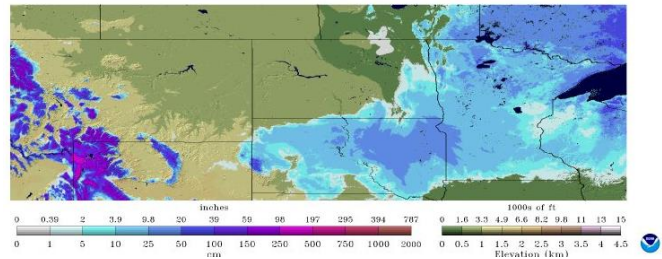 inches
1000s of ft
0 0.39 2 3.9 9.8 20 39 59 98 197 295 394 787
0 1.6 3.3 4.9 6.6 8.2 9.8 11 13 15
0 1 5 10 25 50 100 150 250 500 750 1000 2000
0 0.5 1 1.5 2 2.5 3 3.5 4 4.5
cm
Elevation (km)